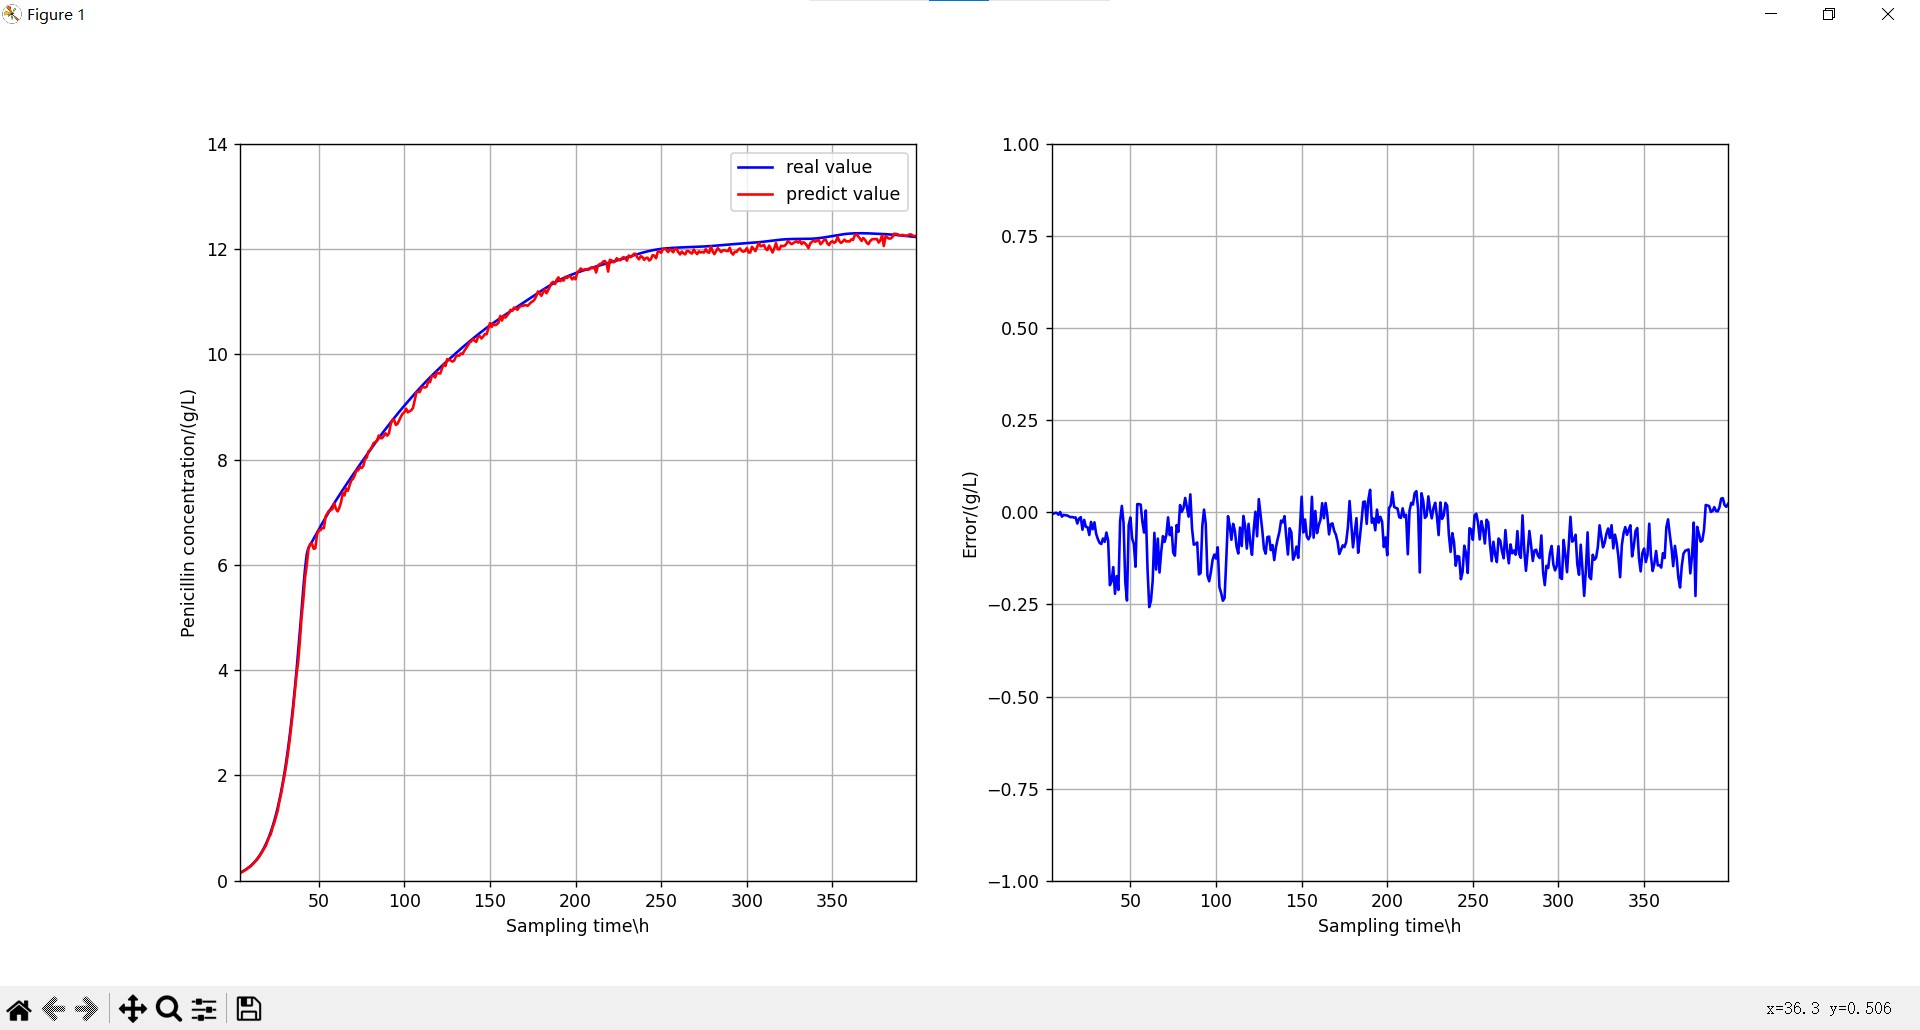 Figure 1
14
12
10
8
6
4
2
0
Penicillin concentration/(g/L)
real value
predict value
50 100 150 200 250 300 350
Sampling time\h
1.00
0.75
0.50
0.25
0.00
−0.25
−0.50
−0.75
−1.00
Error/(g/L)
50 100 150 200 250 300 350
Sampling time\h
x=36.3 y=0.506